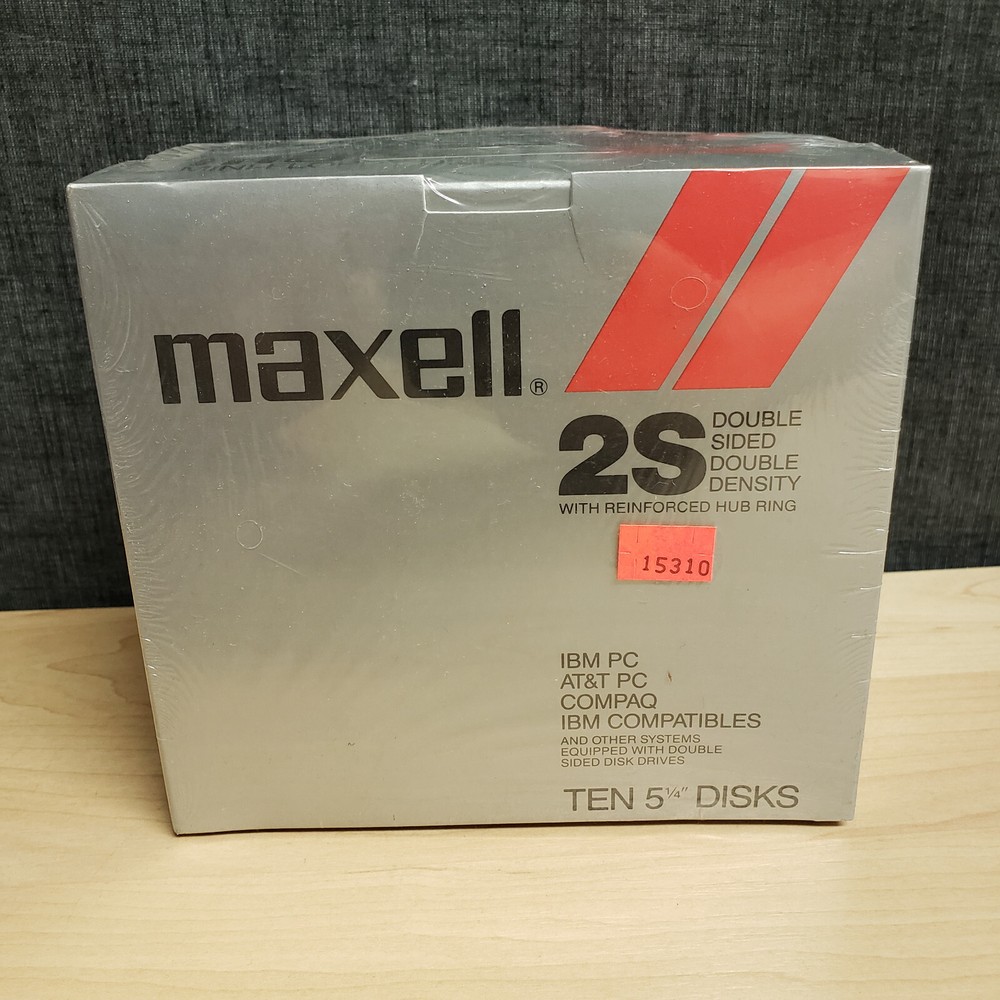 maxell®
2S
DOUBLE
SIDED
DOUBLE
DENSITY
WITH REINFORCED HUB RING
15310
IBM PC
AT&T PC
COMPAQ
IBM COMPATIBLES
AND OTHER SYSTEMS
EQUIPPED WITH DOUBLE
SIDED DISK DRIVES
TEN 5¼" DISKS